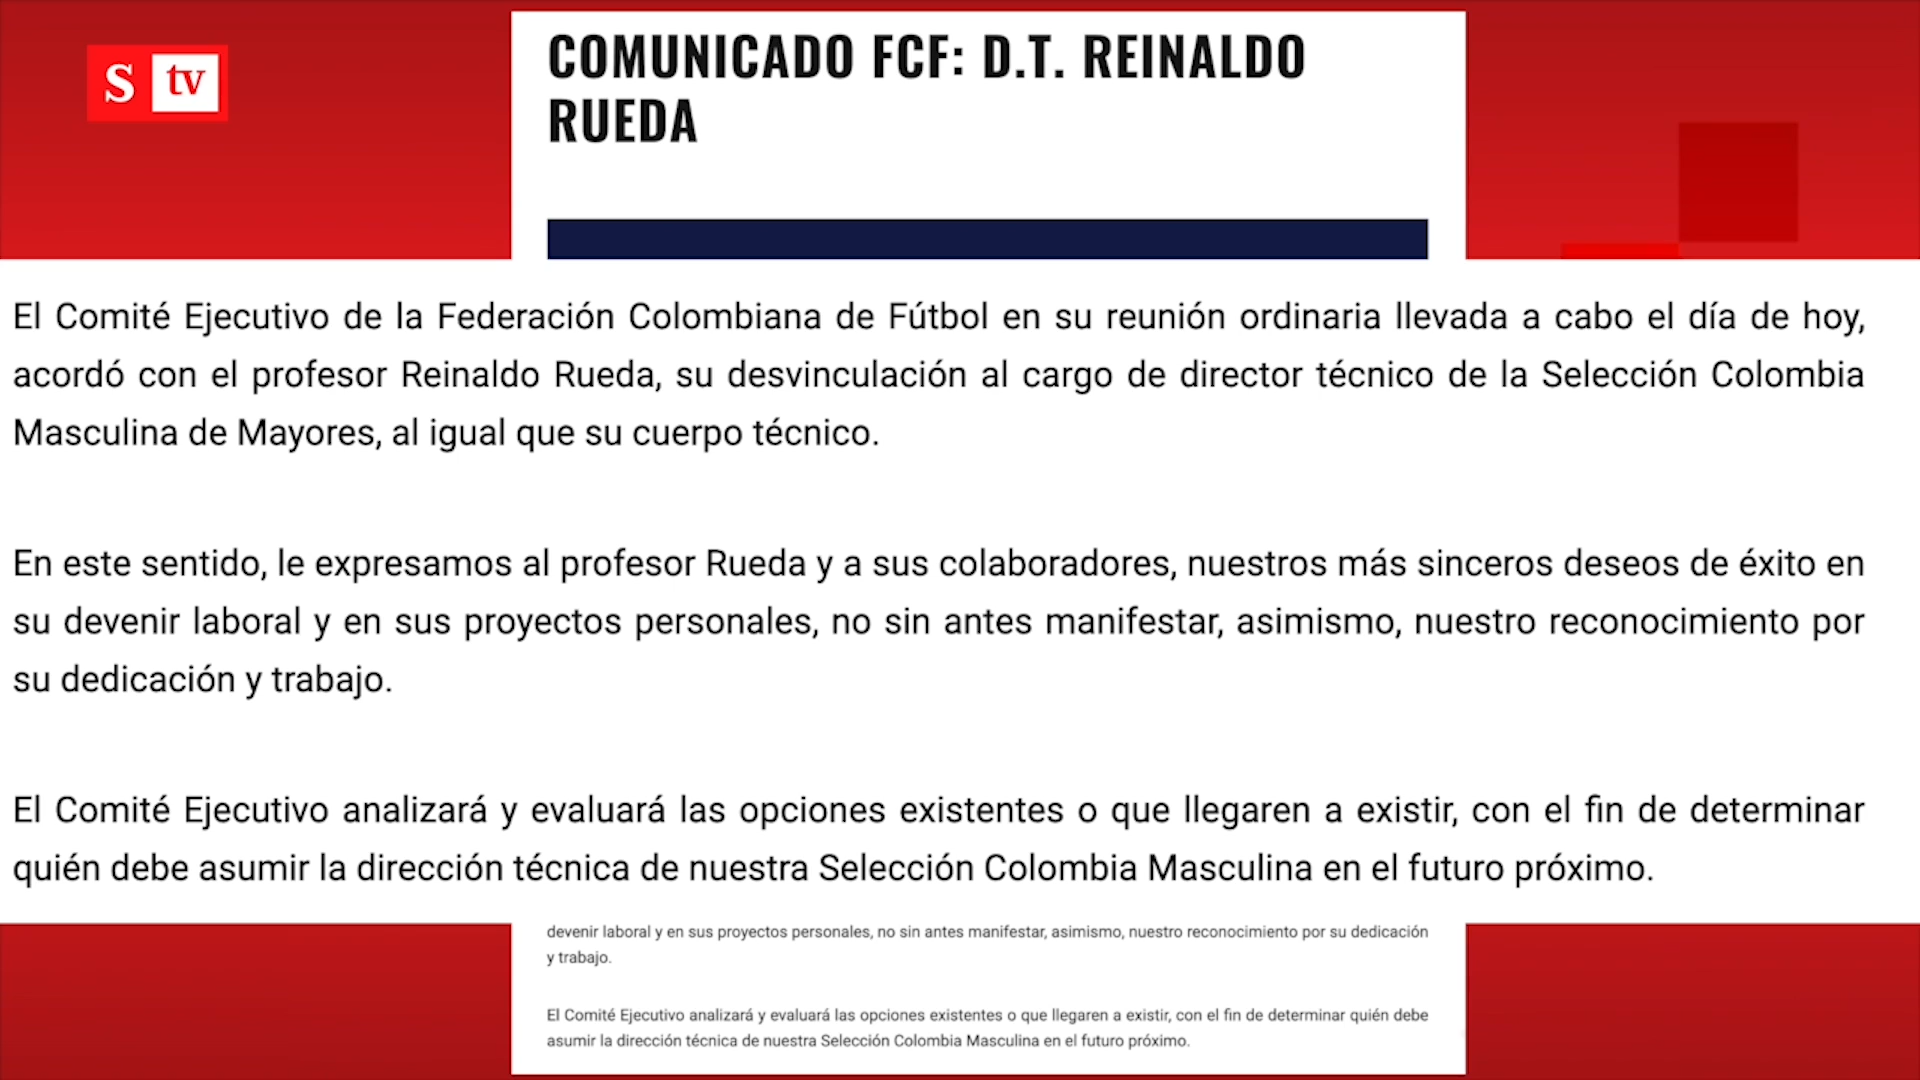 S tv
COMUNICADO FCF: D.T. REINALDO
RUEDA
El Comité Ejecutivo de la Federación Colombiana de Fútbol en su reunión ordinaria llevada a cabo el día de hoy,
acordó con el profesor Reinaldo Rueda, su desvinculación al cargo de director técnico de la Selección Colombia
Masculina de Mayores, al igual que su cuerpo técnico.
En este sentido, le expresamos al profesor Rueda y a sus colaboradores, nuestros más sinceros deseos de éxito en
su devenir laboral y en sus proyectos personales, no sin antes manifestar, asimismo, nuestro reconocimiento por
su dedicación y trabajo.
El Comité Ejecutivo analizará y evaluará las opciones existentes o que llegaren a existir, con el fin de determinar
quién debe asumir la dirección técnica de nuestra Selección Colombia Masculina en el futuro próximo.
devenir laboral y en sus proyectos personales, no sin antes manifestar, asimismo, nuestro reconocimiento por su dedicación
y trabajo.
El Comité Ejecutivo analizará y evaluará las opciones existentes o que llegaren a existir, con el fin de determinar quién debe
asumir la dirección técnica de nuestra Selección Colombia Masculina en el futuro próximo.